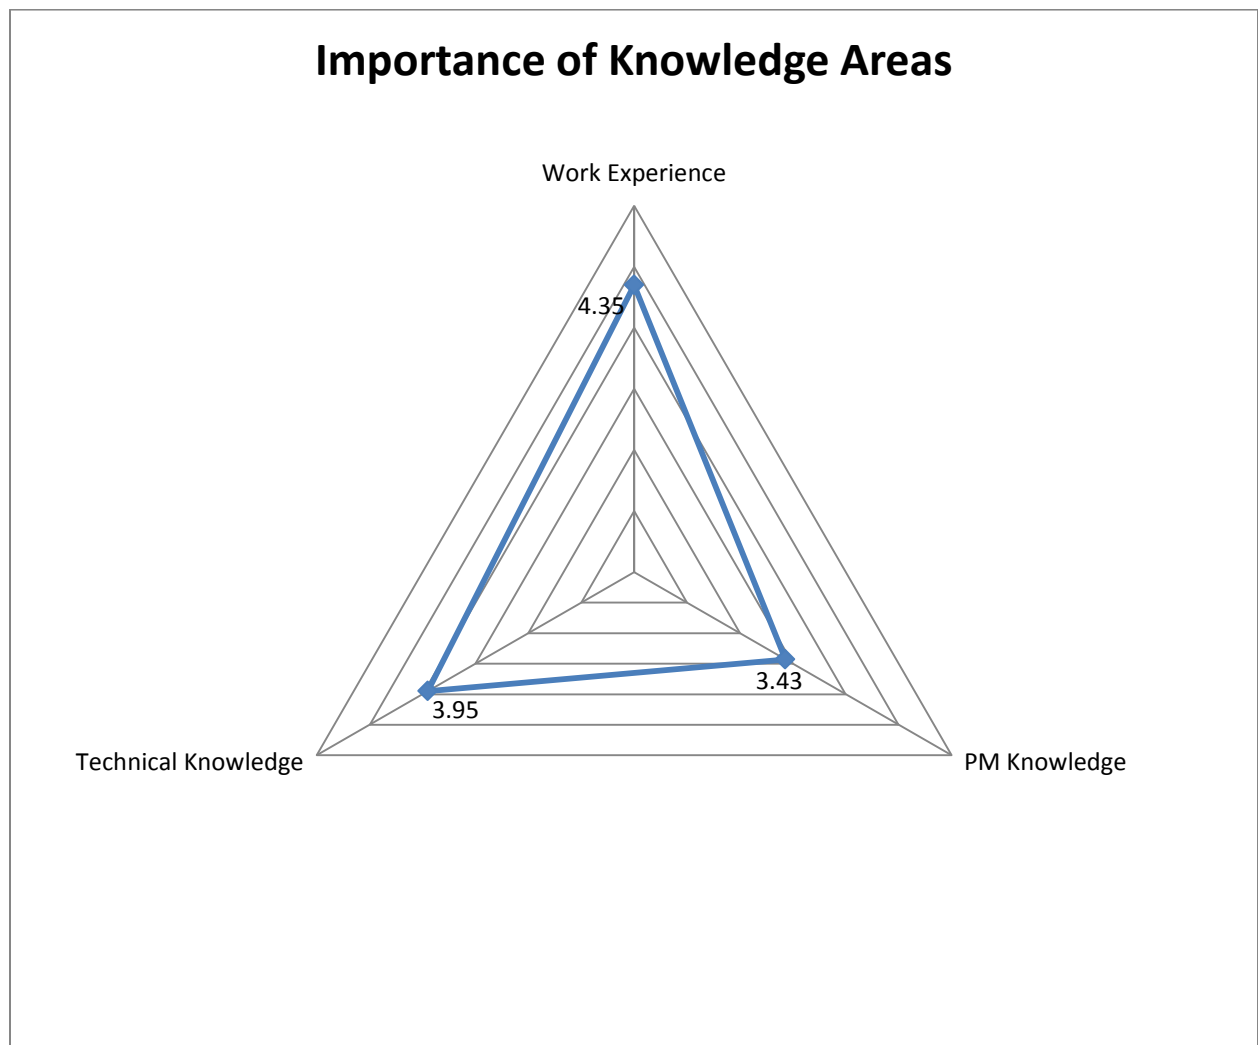 Importance of Knowledge Areas
Work Experience
4.35
3.43
3.95
Technical Knowledge
PM Knowledge